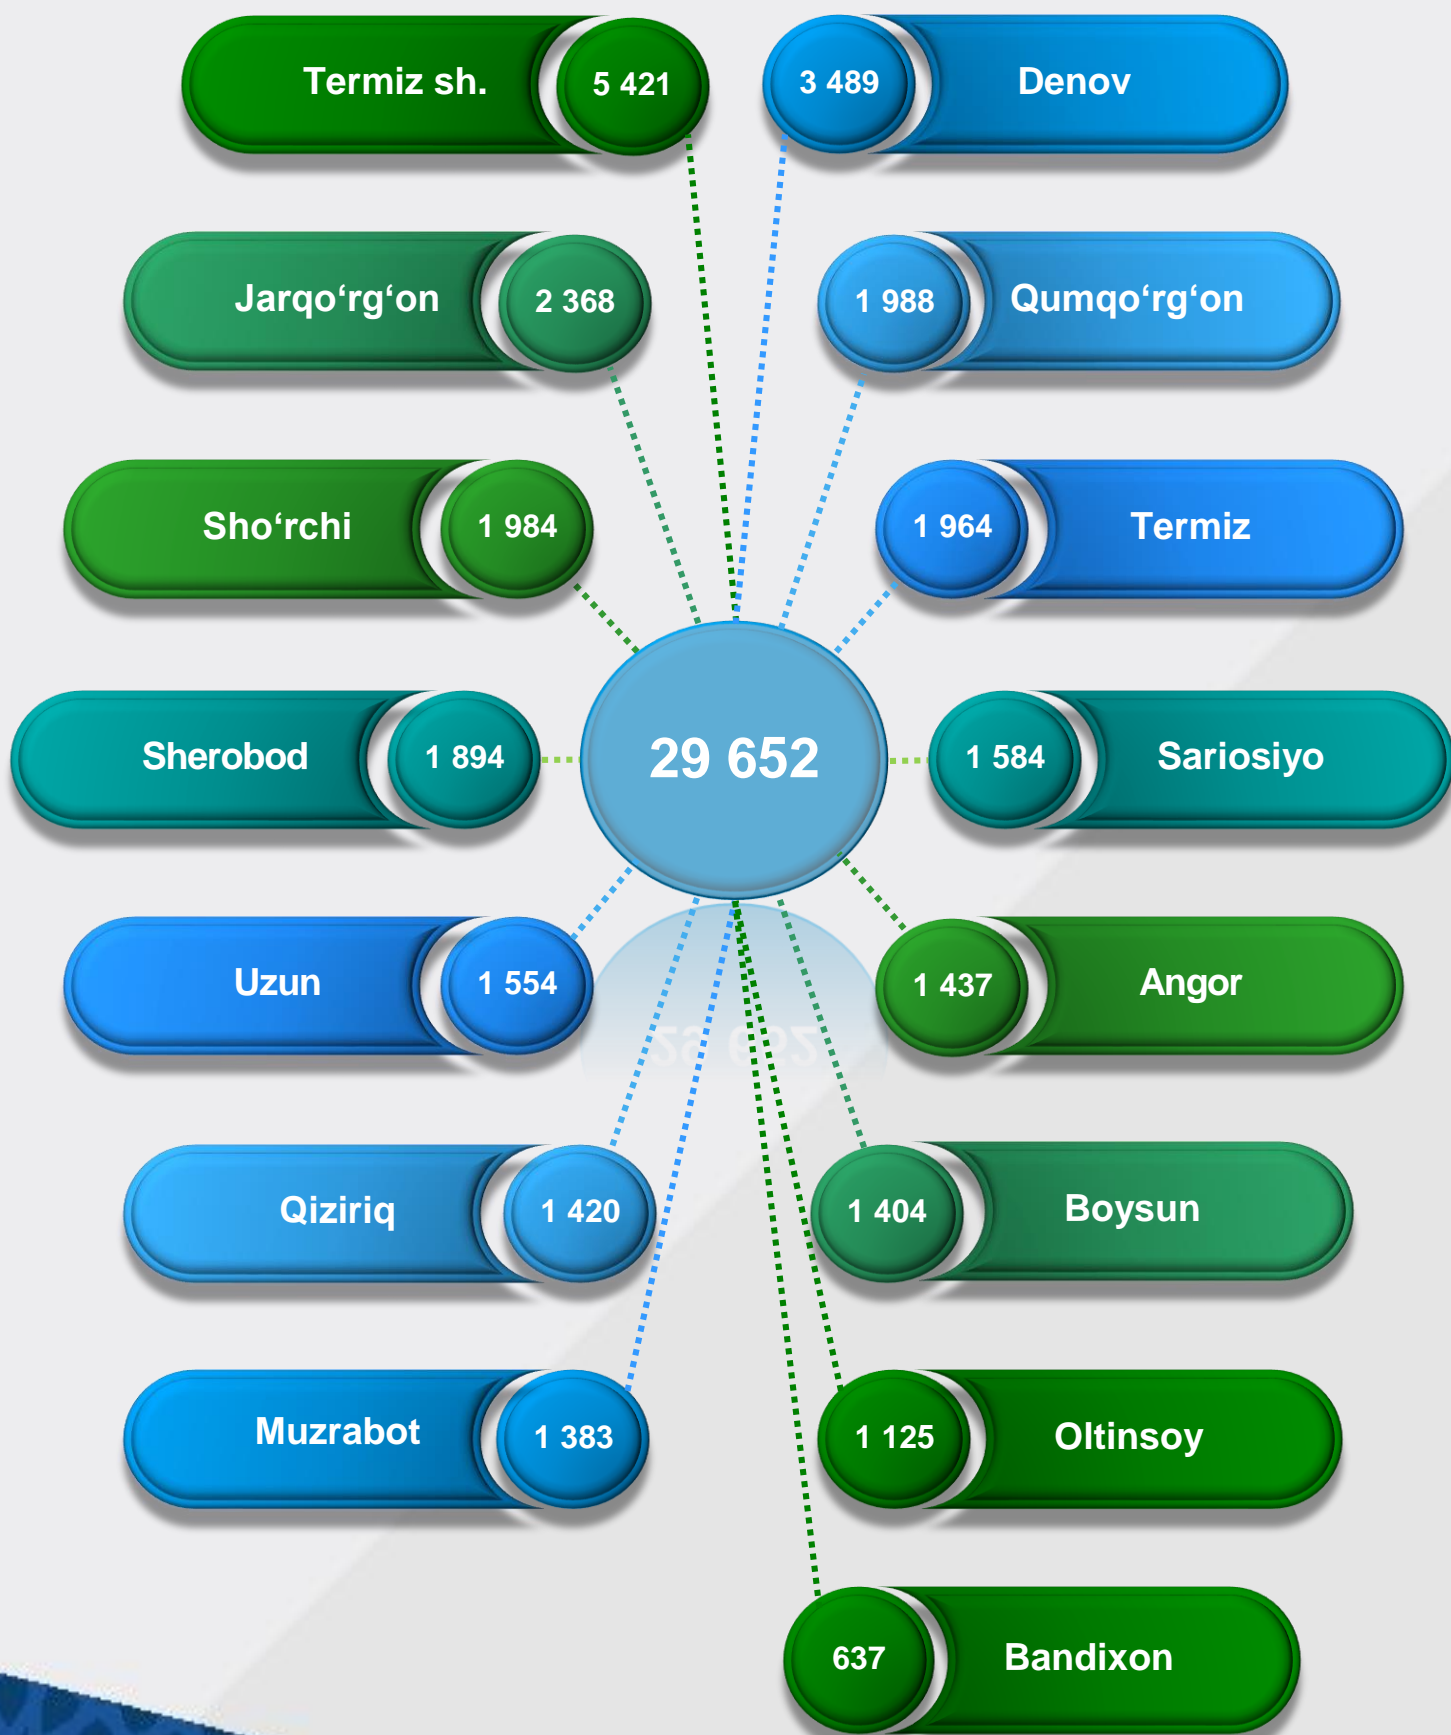 Termiz sh. 5 421
3 489 Denov
Jarqo‘rg‘on 2 368
1 988 Qumqo‘rg‘on
Sho‘rchi 1 984
1 964 Termiz
Sherobod 1 894
29 652
1 584 Sariosiyo
Uzun 1 554
1 437 Angor
Qiziriq 1 420
1 404 Boysun
Muzrabot 1 383
1 125 Oltinsoy
637 Bandixon